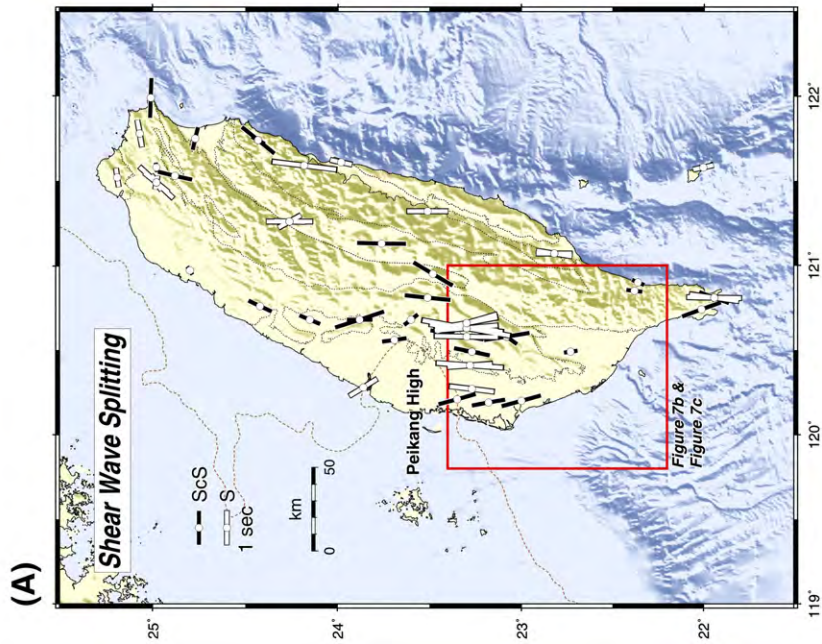 (A)
Shear Wave Splitting
ScS
S
1 sec
km
0
50
Peikang High
Figure 7b &
Figure 7c
25˚
24˚
23˚
22˚
119˚
120˚
121˚
122˚